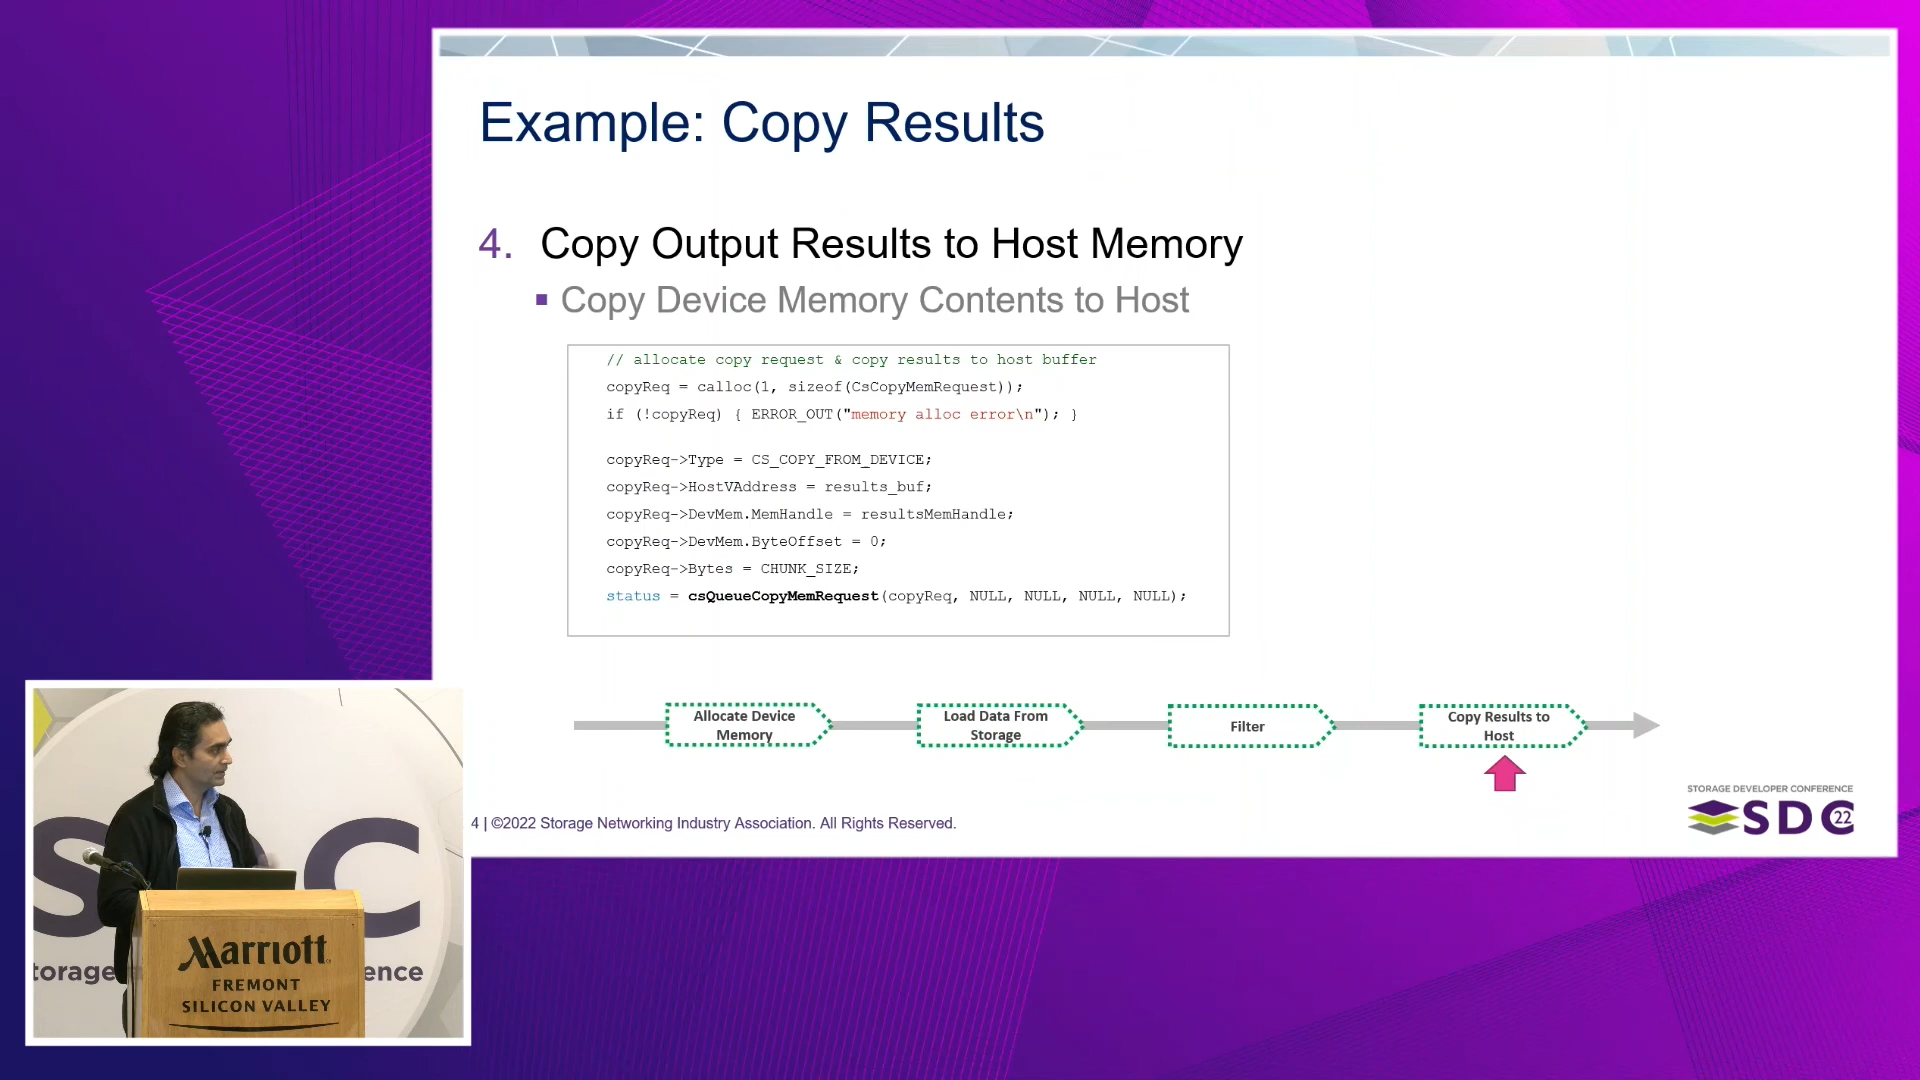 Example: Copy Results
4. Copy Output Results to Host Memory
▪ Copy Device Memory Contents to Host
// allocate copy request & copy results to host buffer
copyReq = calloc(1, sizeof(CsCopyMemRequest));
if (!copyReq) { ERROR_OUT("memory alloc error\n"); }
copyReq->Type = CS_COPY_FROM_DEVICE;
copyReq->HostVAddress = results_buf;
copyReq->DevMem.MemHandle = resultsMemHandle;
copyReq->DevMem.ByteOffset = 0;
copyReq->Bytes = CHUNK_SIZE;
status = csQueueCopyMemRequest(copyReq, NULL, NULL, NULL, NULL);
Allocate Device
Memory
Load Data From
Storage
Filter
Copy Results to
Host
4 | ©2022 Storage Networking Industry Association. All Rights Reserved.
STORAGE DEVELOPER CONFERENCE
SDC 22
S C
torage ence
Marriott
FREMONT
SILICON VALLEY